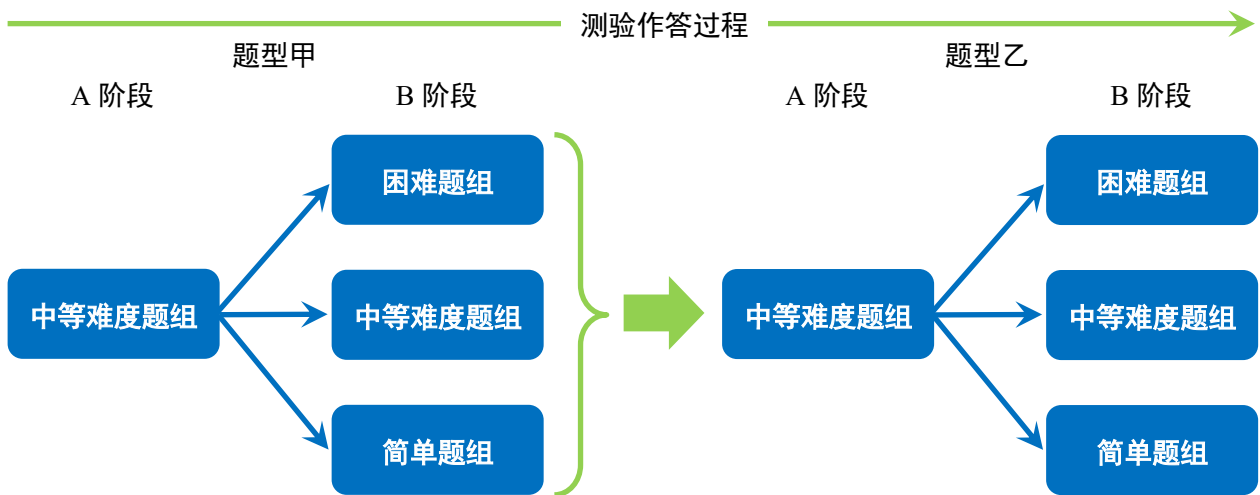 测验作答过程
题型甲
题型乙
A 阶段
B 阶段
A 阶段
B 阶段
困难题组
困难题组
中等难度题组
中等难度题组
中等难度题组
中等难度题组
简单题组
简单题组